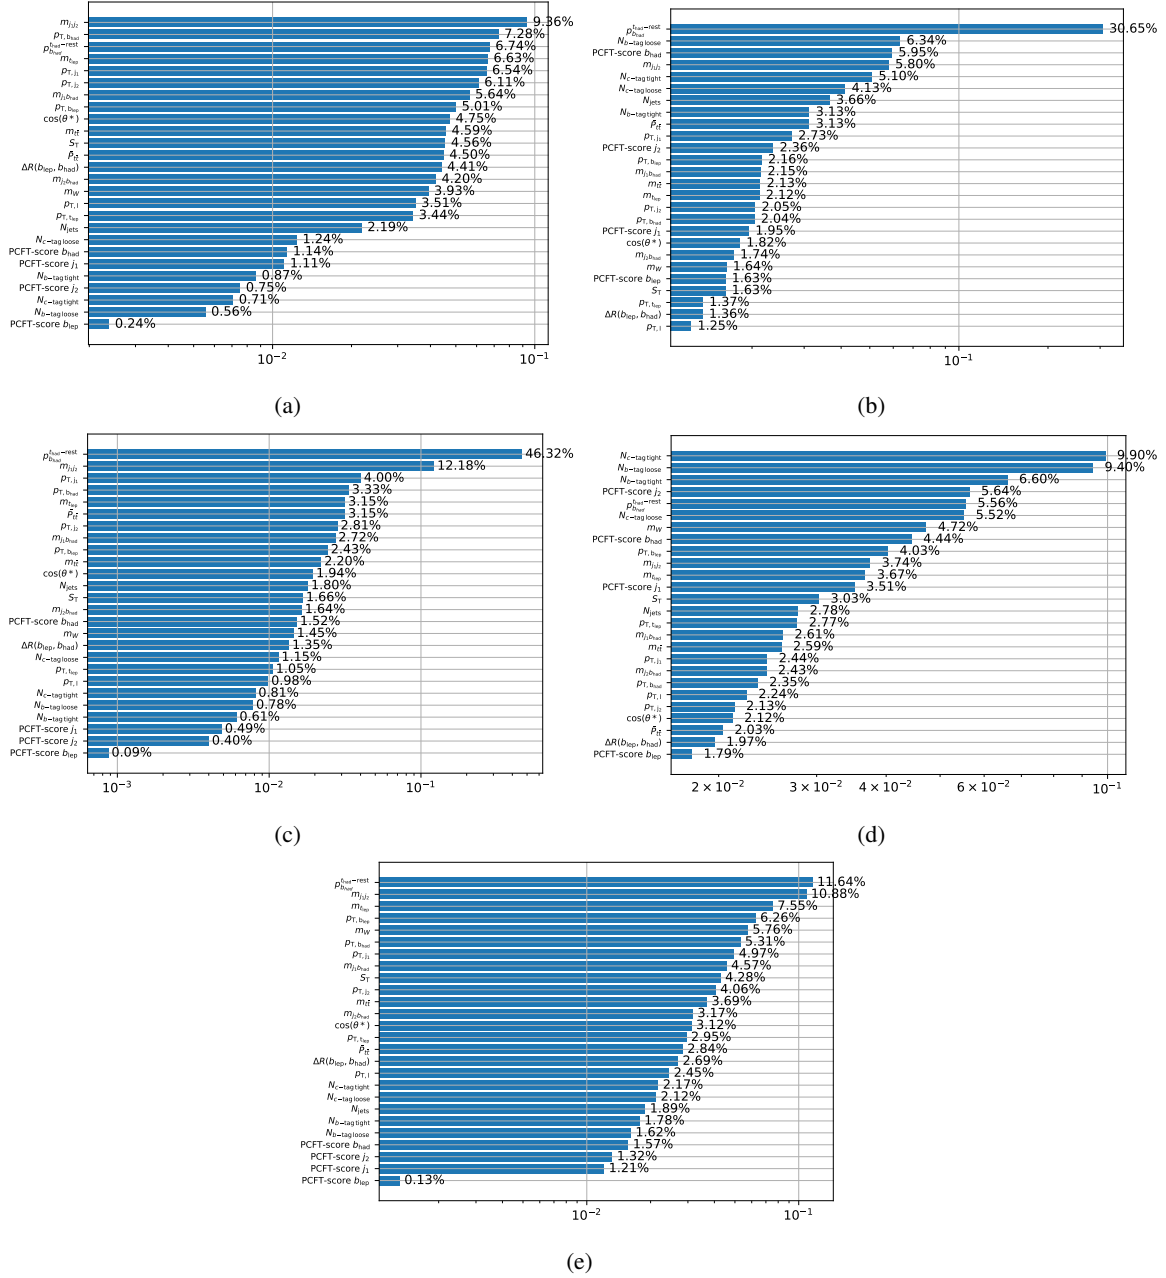 m_{j1j2} 9.36%
p_{T, b_had} 7.28%
p_{b_had}^{t_had−rest} 6.74%
m_{t_lep} 6.63%
p_{T, j1} 6.54%
p_{T, j2} 6.11%
m_{j1 b_had} 5.64%
p_{T, b_lep} 5.01%
cos(θ*) 4.75%
m_{tt̄} 4.59%
S_T 4.56%
p̄_{tt̄} 4.50%
ΔR(b_lep, b_had) 4.41%
m_{j2 b_had} 4.20%
m_W 3.93%
p_{T, l} 3.51%
p_{T, t_lep} 3.44%
N_jets 2.19%
N_{c−tag loose} 1.24%
PCFT-score b_had 1.14%
PCFT-score j_1 1.11%
N_{b−tag tight} 0.87%
PCFT-score j_2 0.75%
N_{c−tag tight} 0.71%
N_{b−tag loose} 0.56%
PCFT-score b_lep 0.24%
10^{−2} 10^{−1}
(a)
p_{b_had}^{t_had−rest} 30.65%
N_{b−tag loose} 6.34%
PCFT-score b_had 5.95%
m_{j1j2} 5.80%
N_{c−tag tight} 5.10%
N_{c−tag loose} 4.13%
N_jets 3.66%
N_{b−tag tight} 3.13%
p̄_{tt̄} 3.13%
p_{T, j1} 2.73%
PCFT-score j_2 2.36%
p_{T, b_lep} 2.16%
m_{j1 b_had} 2.15%
m_{tt̄} 2.13%
m_{t_lep} 2.12%
p_{T, j2} 2.05%
p_{T, b_had} 2.04%
PCFT-score j_1 1.95%
cos(θ*) 1.82%
m_{j2 b_had} 1.74%
m_W 1.64%
PCFT-score b_lep 1.63%
S_T 1.63%
p_{T, t_lep} 1.37%
ΔR(b_lep, b_had) 1.36%
p_{T, l} 1.25%
10^{−1}
(b)
p_{b_had}^{t_had−rest} 46.32%
m_{j1j2} 12.18%
p_{T, j1} 4.00%
p_{T, b_had} 3.33%
m_{t_lep} 3.15%
p̄_{tt̄} 3.15%
p_{T, j2} 2.81%
m_{j1 b_had} 2.72%
p_{T, b_lep} 2.43%
m_{tt̄} 2.20%
cos(θ*) 1.94%
N_jets 1.80%
S_T 1.66%
m_{j2 b_had} 1.64%
PCFT-score b_had 1.52%
m_W 1.45%
ΔR(b_lep, b_had) 1.35%
N_{c−tag loose} 1.15%
p_{T, t_lep} 1.05%
p_{T, l} 0.98%
N_{c−tag tight} 0.81%
N_{b−tag loose} 0.78%
N_{b−tag tight} 0.61%
PCFT-score j_1 0.49%
PCFT-score j_2 0.40%
PCFT-score b_lep 0.09%
10^{−3} 10^{−2} 10^{−1}
(c)
N_{c−tag tight} 9.90%
N_{b−tag loose} 9.40%
N_{b−tag tight} 6.60%
PCFT-score j_2 5.64%
p_{b_had}^{t_had−rest} 5.56%
N_{c−tag loose} 5.52%
m_W 4.72%
PCFT-score b_had 4.44%
p_{T, b_lep} 4.03%
m_{j1j2} 3.74%
m_{t_lep} 3.67%
PCFT-score j_1 3.51%
S_T 3.03%
N_jets 2.78%
p_{T, t_lep} 2.77%
m_{j1 b_had} 2.61%
m_{tt̄} 2.59%
p_{T, j1} 2.44%
m_{j2 b_had} 2.43%
p_{T, b_had} 2.35%
p_{T, l} 2.24%
p_{T, j2} 2.13%
cos(θ*) 2.12%
p̄_{tt̄} 2.03%
ΔR(b_lep, b_had) 1.97%
PCFT-score b_lep 1.79%
2 × 10^{−2} 3 × 10^{−2} 4 × 10^{−2} 6 × 10^{−2} 10^{−1}
(d)
p_{b_had}^{t_had−rest} 11.64%
m_{j1j2} 10.88%
m_{t_lep} 7.55%
p_{T, b_lep} 6.26%
m_W 5.76%
p_{T, b_had} 5.31%
p_{T, j1} 4.97%
m_{j1 b_had} 4.57%
S_T 4.28%
p_{T, j2} 4.06%
m_{tt̄} 3.69%
m_{j2 b_had} 3.17%
cos(θ*) 3.12%
p_{T, t_lep} 2.95%
p̄_{tt̄} 2.84%
ΔR(b_lep, b_had) 2.69%
p_{T, l} 2.45%
N_{c−tag tight} 2.17%
N_{c−tag loose} 2.12%
N_jets 1.89%
N_{b−tag tight} 1.78%
N_{b−tag loose} 1.62%
PCFT-score b_had 1.57%
PCFT-score j_2 1.32%
PCFT-score j_1 1.21%
PCFT-score b_lep 0.13%
10^{−2} 10^{−1}
(e)